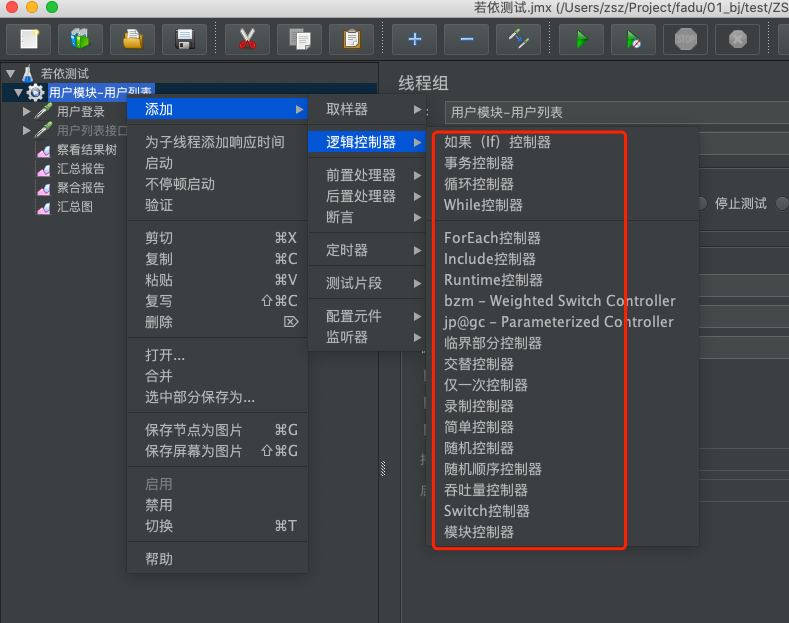 若依测试.jmx (/Users/zsz/Project/fadu/01_bj/test/ZS
STOP
若依测试
用户模块-用户列表
用户登录
用户列表接口
察看结果树
汇总报告
聚合报告
汇总图
添加
为子线程添加响应时间
启动
不停顿启动
验证
剪切 ⌘X
复制 ⌘C
粘贴 ⌘V
复写 ⇧⌘C
删除 ⌦
打开...
合并
选中部分保存为...
保存节点为图片 ⌘G
保存屏幕为图片 ⇧⌘G
启用
禁用
切换 ⌘T
帮助
取样器
逻辑控制器
前置处理器
后置处理器
断言
定时器
测试片段
配置元件
监听器
线程组
用户模块-用户列表
停止测试
如果（If）控制器
事务控制器
循环控制器
While控制器
ForEach控制器
Include控制器
Runtime控制器
bzm - Weighted Switch Controller
jp@gc - Parameterized Controller
临界部分控制器
交替控制器
仅一次控制器
录制控制器
简单控制器
随机控制器
随机顺序控制器
吞吐量控制器
Switch控制器
模块控制器